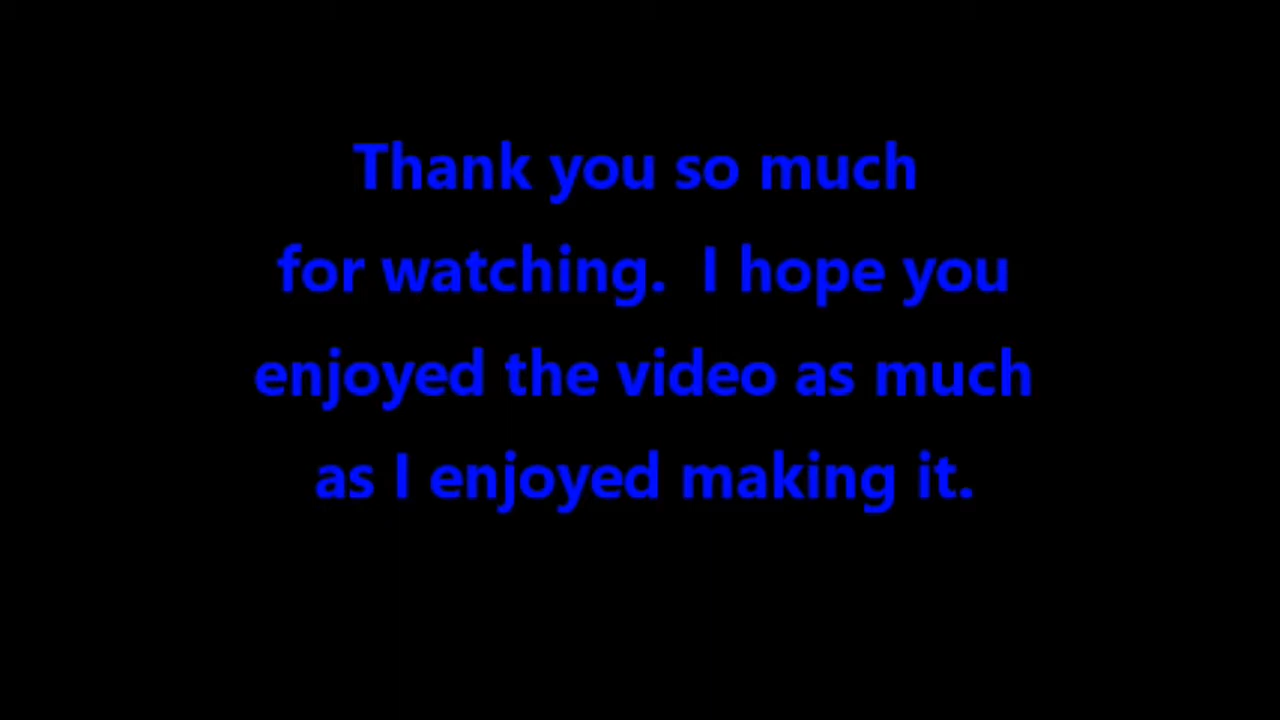 Thank you so much
for watching.  I hope you
enjoyed the video as much
as I enjoyed making it.